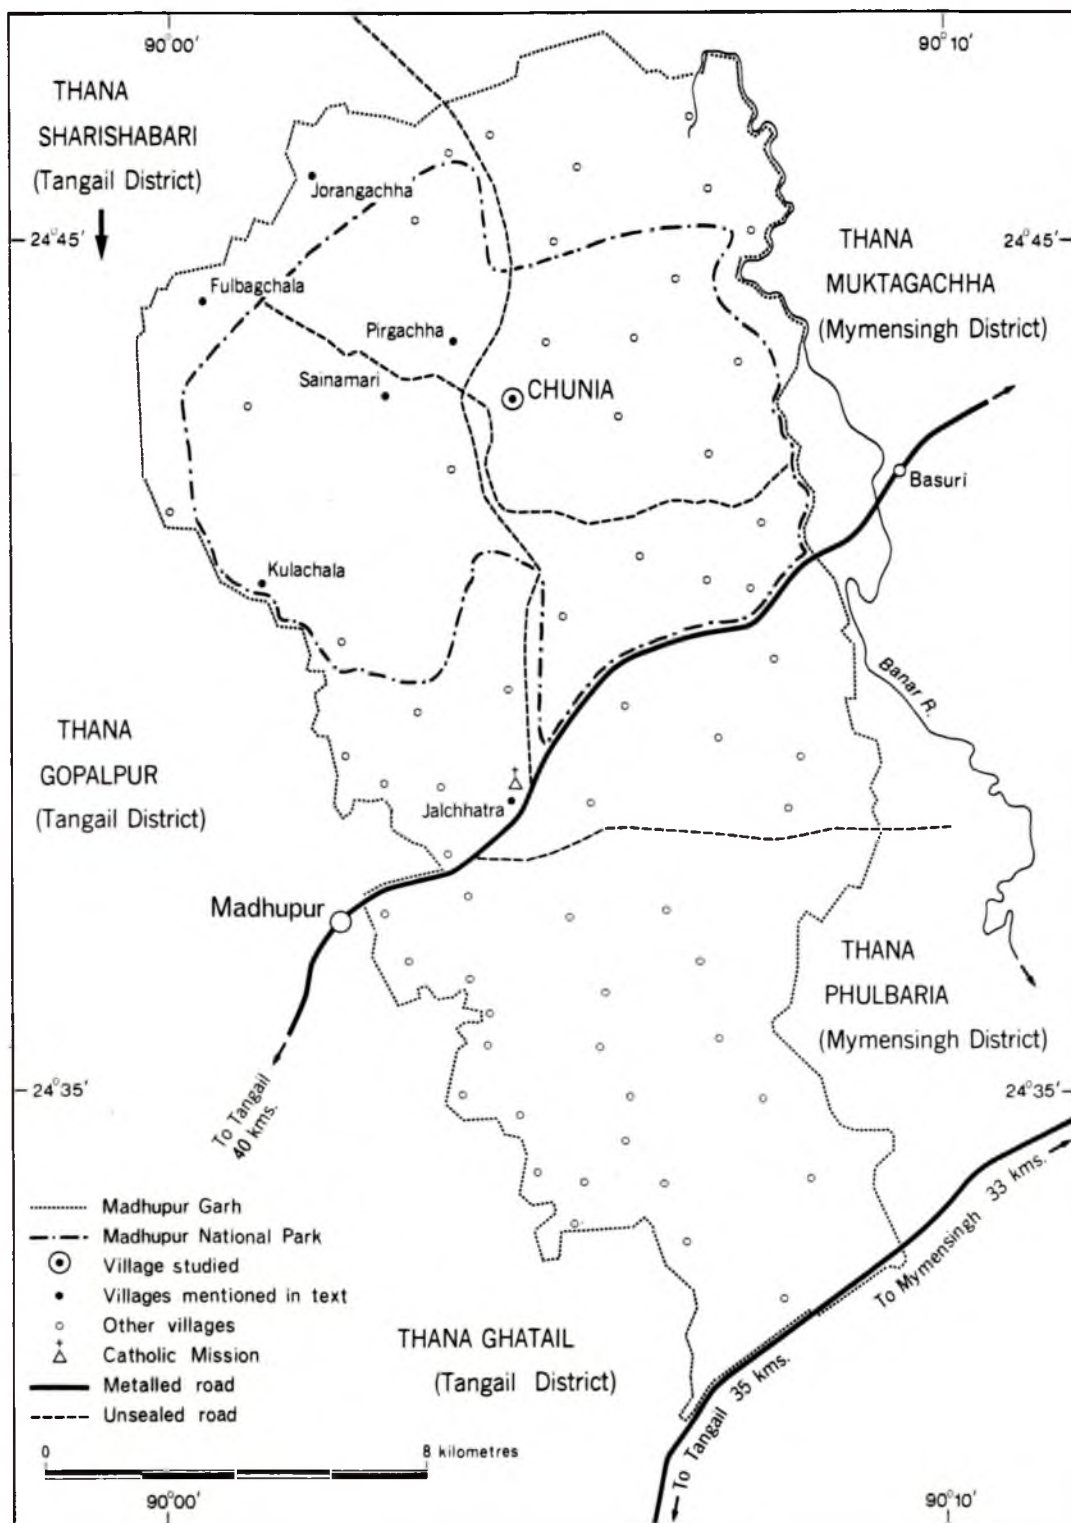 90°00'
90°10'
THANA
SHARISHABARI
(Tangail District)
Jorangachha
24°45'
THANA
MUKTAGACHHA
(Mymensingh District)
24°45'
Fulbagchala
Pirgachha
Sainamari
CHUNIA
Basuri
Kulachala
Banar R.
THANA
GOPALPUR
(Tangail District)
Jalchhatra
Madhupur
THANA
PHULBARIA
(Mymensingh District)
24°35'
24°35'
To Tangail
40 kms.
To Mymensingh 33 kms.
Madhupur Garh
Madhupur National Park
Village studied
Villages mentioned in text
Other villages
Catholic Mission
Metalled road
Unsealed road
THANA GHATAIL
(Tangail District)
To Tangail 35 kms.
0 8 kilometres
90°00'
90°10'